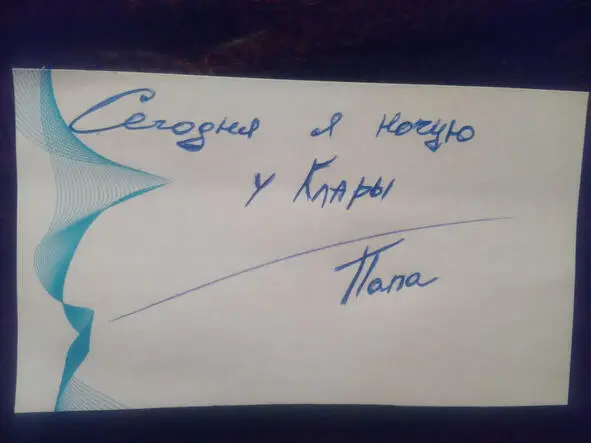 Сегодня я ночую
у Клары
Папа